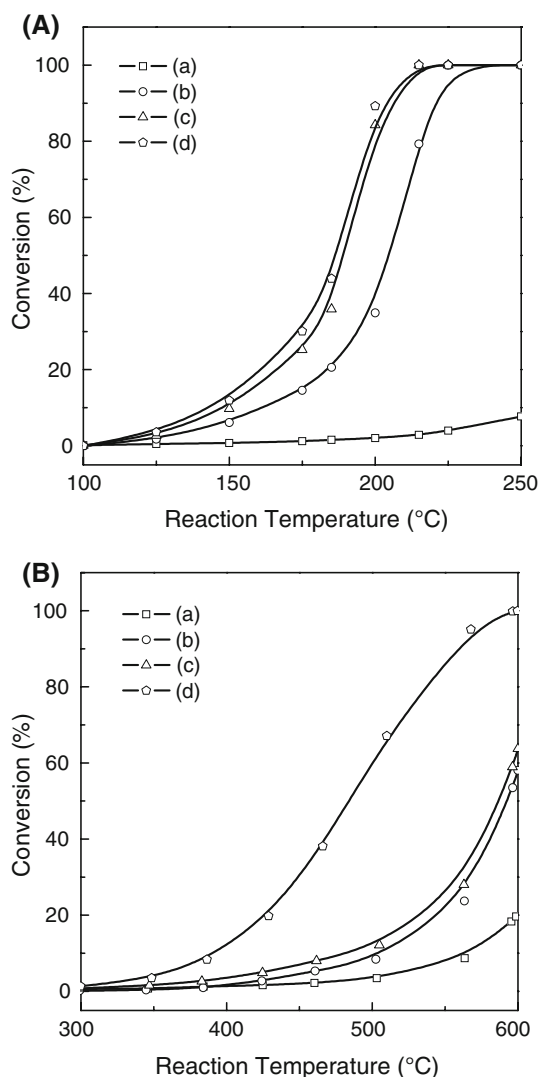 (A)
100
80
60
40
20
0
Conversion (%)
(a)
(b)
(c)
(d)
100
150
200
250
Reaction Temperature (°C)
(B)
100
80
60
40
20
0
Conversion (%)
(a)
(b)
(c)
(d)
300
400
500
600
Reaction Temperature (°C)